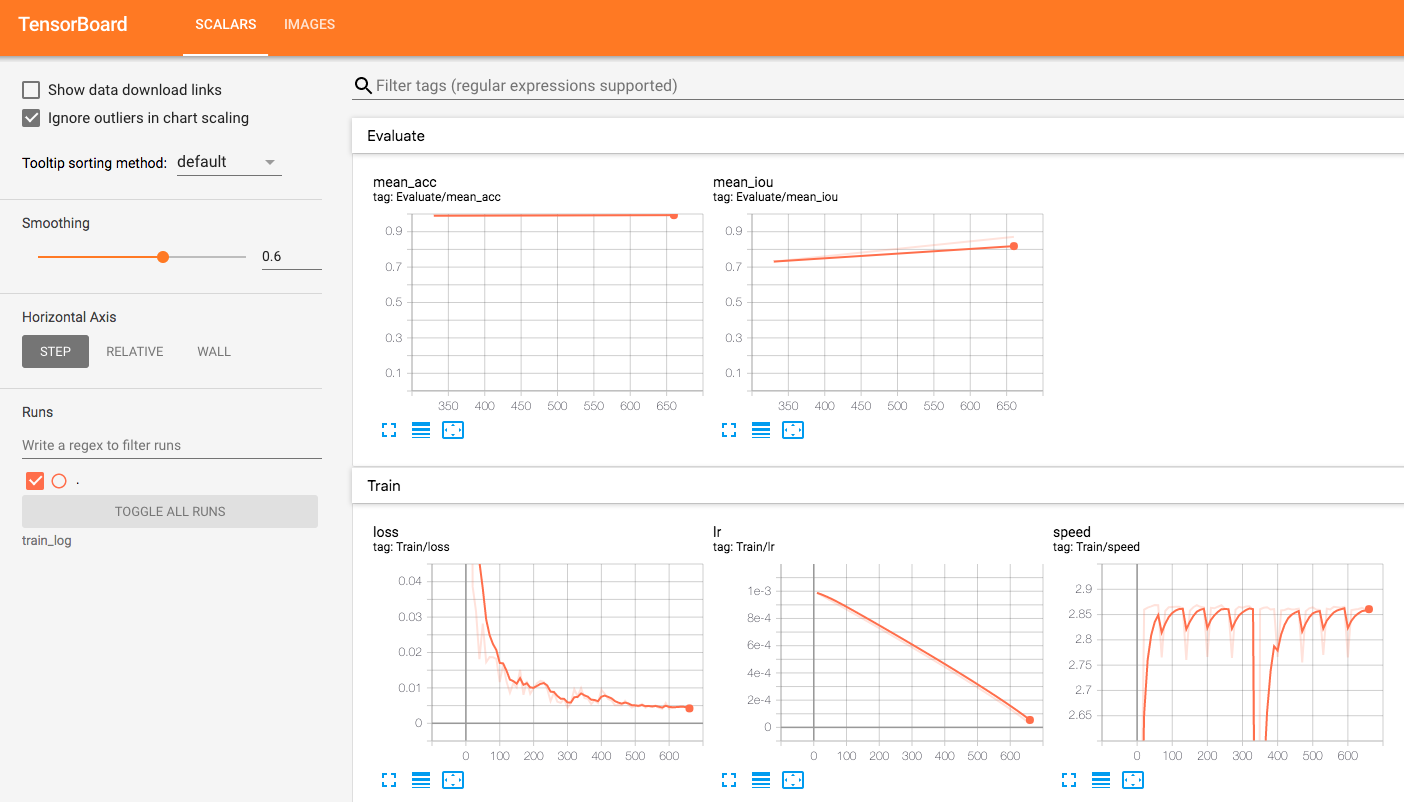 TensorBoard SCALARS IMAGES
Show data download links
Ignore outliers in chart scaling
Tooltip sorting method: default
Smoothing
0.6
Horizontal Axis
STEP RELATIVE WALL
Runs
Write a regex to filter runs
.
TOGGLE ALL RUNS
train_log
Filter tags (regular expressions supported)
Evaluate
mean_acc
tag: Evaluate/mean_acc
0.9
0.7
0.5
0.3
0.1
350 400 450 500 550 600 650
mean_iou
tag: Evaluate/mean_iou
0.9
0.7
0.5
0.3
0.1
350 400 450 500 550 600 650
Train
loss
tag: Train/loss
0.04
0.03
0.02
0.01
0
0 100 200 300 400 500 600
lr
tag: Train/lr
1e-3
8e-4
6e-4
4e-4
2e-4
0
0 100 200 300 400 500 600
speed
tag: Train/speed
2.9
2.85
2.8
2.75
2.7
2.65
0 100 200 300 400 500 600